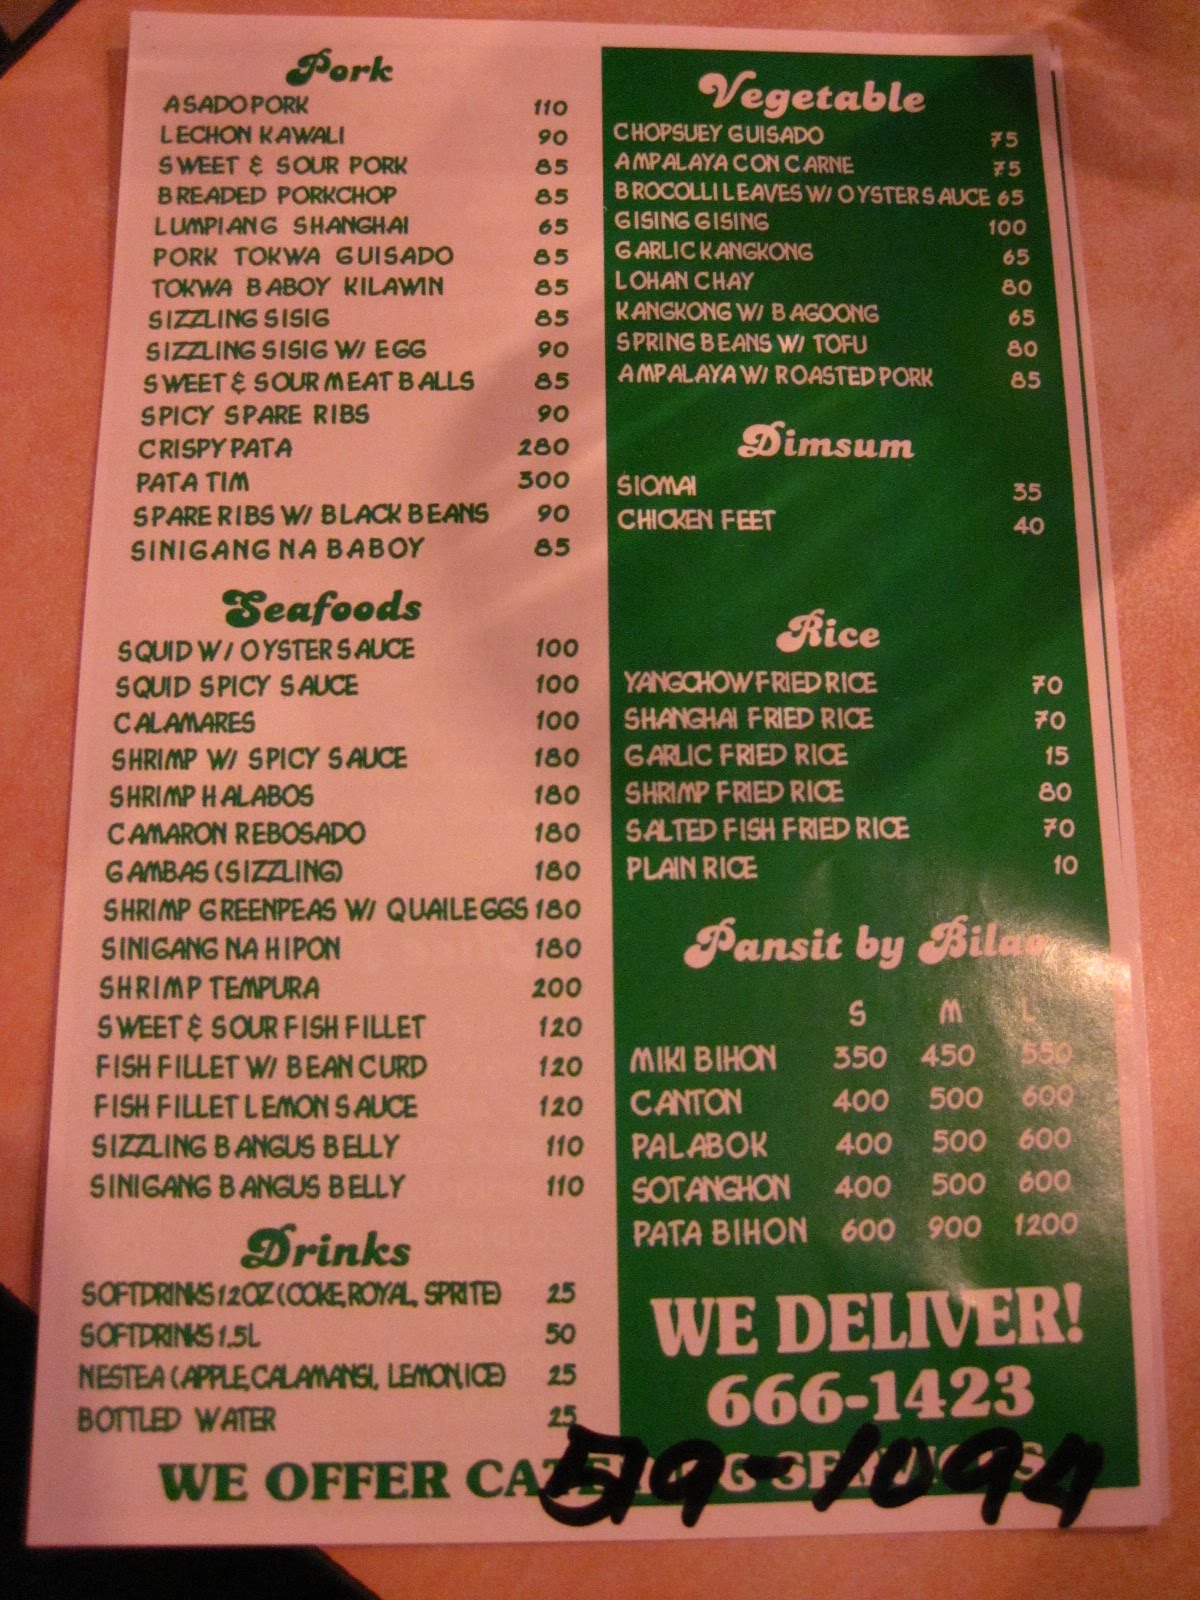 Pork
ASADO PORK 110
LECHON KAWALI 90
SWEET & SOUR PORK 85
BREADED PORKCHOP 85
LUMPIANG SHANGHAI 65
PORK TOKWA GUISADO 85
TOKWA BABOY KILAWIN 85
SIZZLING SISIG 85
SIZZLING SISIG W/ EGG 90
SWEET & SOUR MEAT BALLS 85
SPICY SPARE RIBS 90
CRISPY PATA 280
PATA TIM 300
SPARE RIBS W/ BLACK BEANS 90
SINIGANG NA BABOY 85
Seafoods
SQUID W/ OYSTER SAUCE 100
SQUID SPICY SAUCE 100
CALAMARES 100
SHRIMP W/ SPICY SAUCE 180
SHRIMP HALABOS 180
CAMARON REBOSADO 180
GAMBAS (SIZZLING) 180
SHRIMP GREENPEAS W/ QUAILEGGS 180
SINIGANG NA HIPON 180
SHRIMP TEMPURA 200
SWEET & SOUR FISH FILLET 120
FISH FILLET W/ BEAN CURD 120
FISH FILLET LEMON SAUCE 120
SIZZLING BANGUS BELLY 110
SINIGANG BANGUS BELLY 110
Drinks
SOFTDRINKS 12OZ (COKE, ROYAL, SPRITE) 25
SOFTDRINKS 1.5L 50
NESTEA (APPLE, CALAMANSI, LEMON, ICE) 25
BOTTLED WATER 25
Vegetable
CHOPSUEY GUISADO 75
AMPALAYA CON CARNE 75
BROCOLLI LEAVES W/ OYSTER SAUCE 65
GISING GISING 100
GARLIC KANGKONG 65
LOHAN CHAY 80
KANGKONG W/ BAGOONG 65
SPRING BEANS W/ TOFU 80
AMPALAYA W/ ROASTED PORK 85
Dimsum
SIOMAI 35
CHICKEN FEET 40
Rice
YANGCHOW FRIED RICE 70
SHANGHAI FRIED RICE 70
GARLIC FRIED RICE 15
SHRIMP FRIED RICE 80
SALTED FISH FRIED RICE 70
PLAIN RICE 10
Pansit by Bilao
S M L
MIKI BIHON 350 450 550
CANTON 400 500 600
PALABOK 400 500 600
SOTANGHON 400 500 600
PATA BIHON 600 900 1200
WE DELIVER!
666-1423
WE OFFER CATERING SERVICES
519-1094